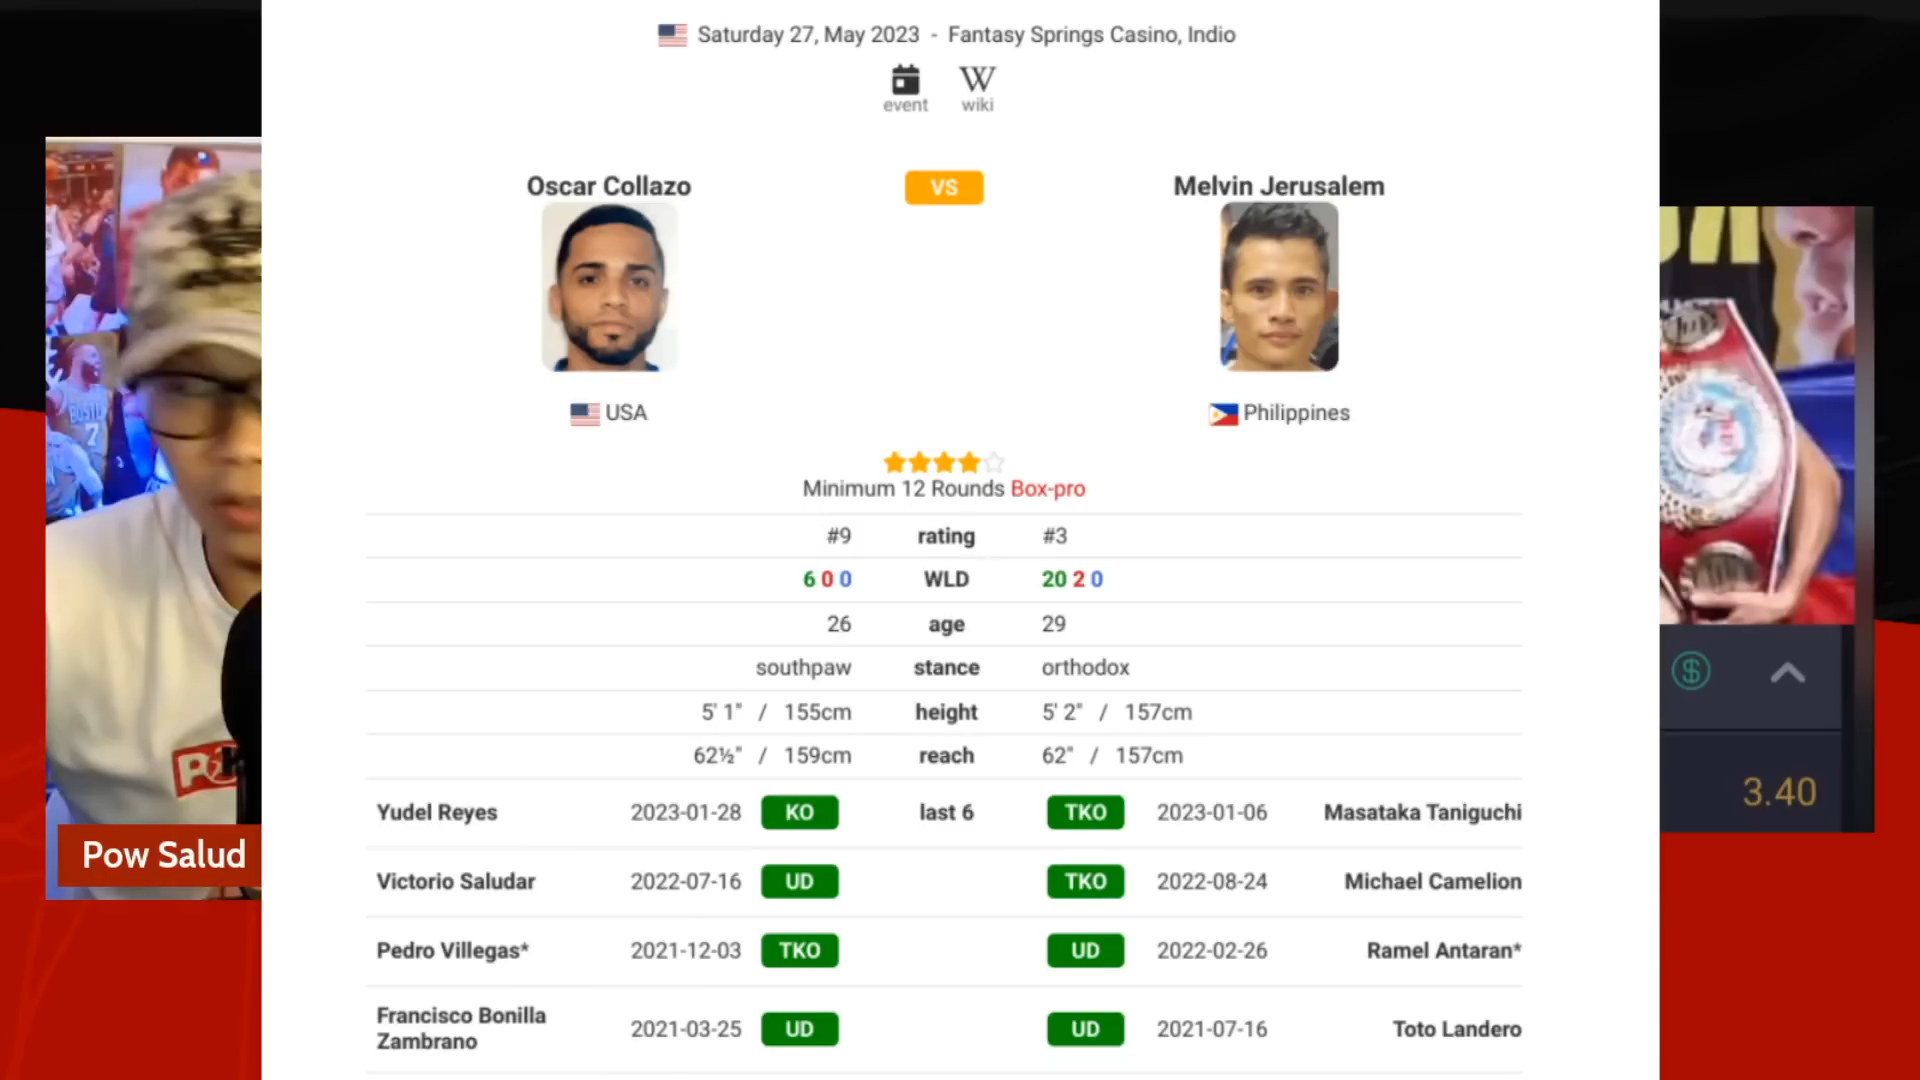 Saturday 27, May 2023 - Fantasy Springs Casino, Indio
W
event wiki
Oscar Collazo VS Melvin Jerusalem
USA Philippines
Minimum 12 Rounds Box-pro
#9 rating #3
6 0 0 WLD 20 2 0
26 age 29
southpaw stance orthodox
5' 1" / 155cm height 5' 2" / 157cm
62½" / 159cm reach 62" / 157cm
Yudel Reyes 2023-01-28 KO last 6 TKO 2023-01-06 Masataka Taniguchi
Victorio Saludar 2022-07-16 UD TKO 2022-08-24 Michael Camelion
Pedro Villegas* 2021-12-03 TKO UD 2022-02-26 Ramel Antaran*
Francisco Bonilla
Zambrano 2021-03-25 UD UD 2021-07-16 Toto Landero
Pow Salud
$
3.40
7